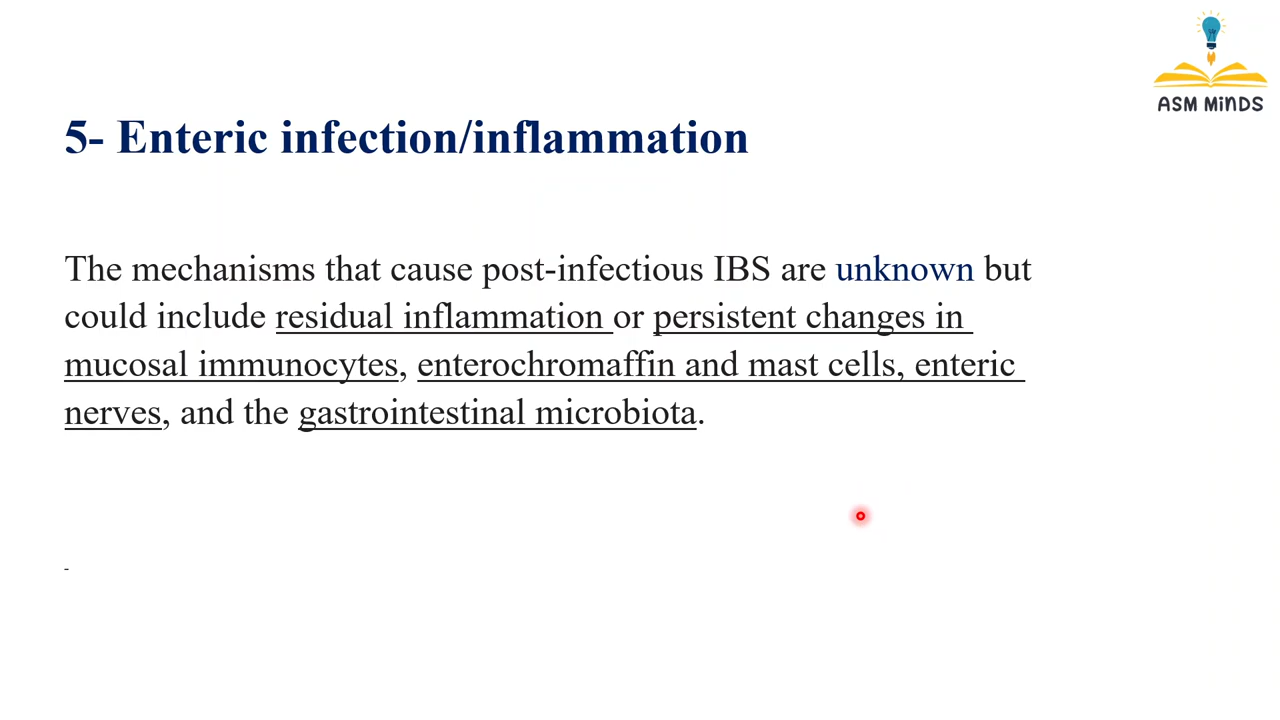 ASM MiNDS
5- Enteric infection/inflammation
The mechanisms that cause post-infectious IBS are unknown but
could include residual inflammation or persistent changes in
mucosal immunocytes, enterochromaffin and mast cells, enteric
nerves, and the gastrointestinal microbiota.
-